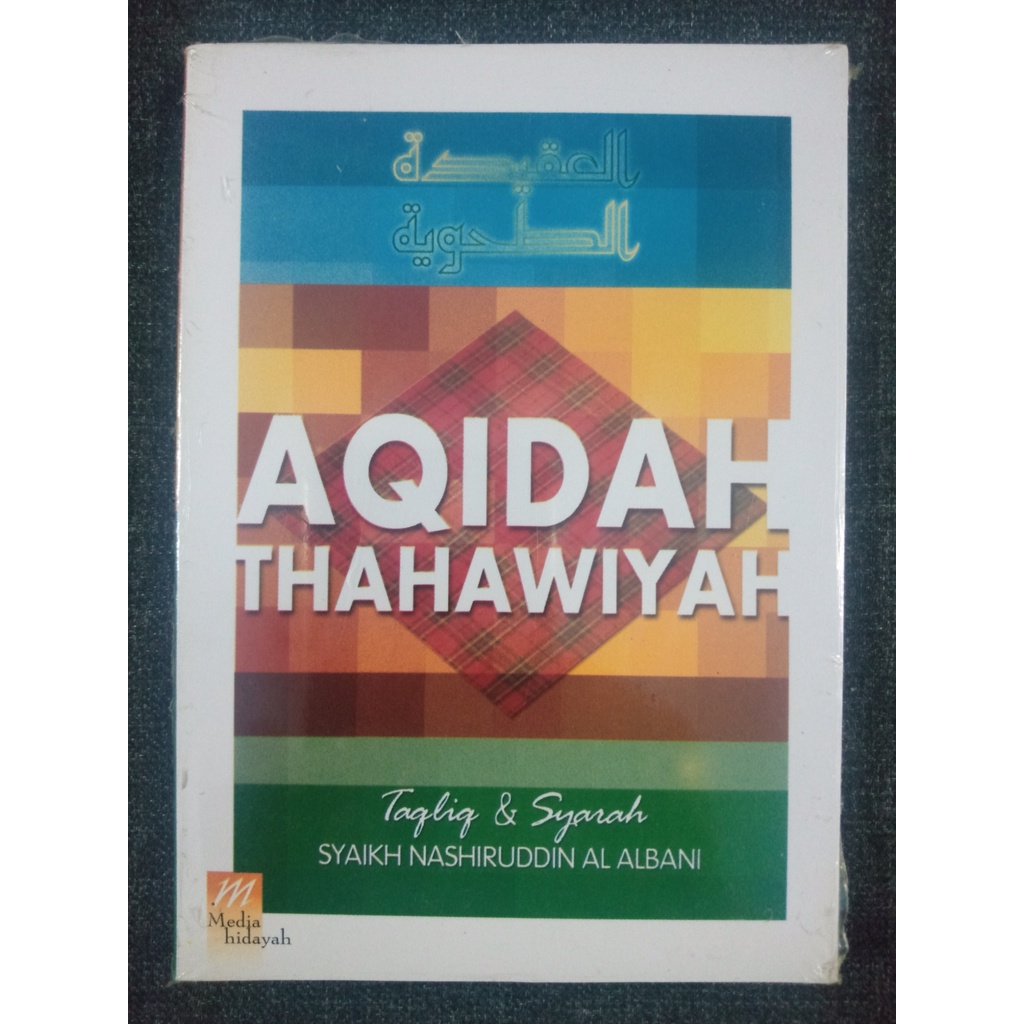 العقيدة
الطحوية
AQIDAH
THAHAWIYAH
Taqliq & Syarah
SYAIKH NASHIRUDDIN AL ALBANI
m
Media
hidayah